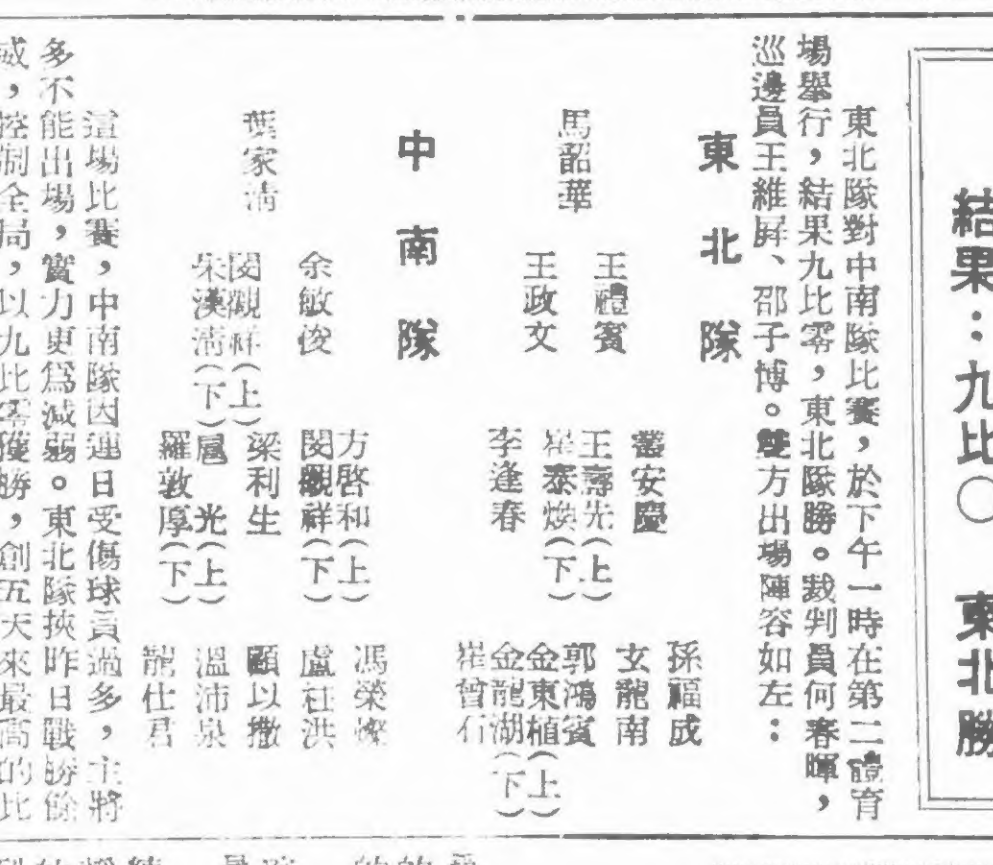 結果：九比〇　東北勝
東北隊對中南隊比賽，於下午一時在第二體育
場舉行，結果九比零，東北隊勝。裁判員何春暉，
巡邊員王維屏、邵子博。雙方出場陣容如左：
東北隊
孫福成
安慶　玄龍南
王禮賓　王壽先(上)　郭鴻賓
馬韶華　崔泰煥(下)　金東植(上)
王政文　李逢春　金龍湖(下)
崔曾石
中南隊
方啓和(上)　馮榮燦
余敏俊　閔觀祥(下)　盧枉洪
葉家淸　梁利生　顧以撒
閔觀祥(上)　光(上)　溫沛泉
朱漢淸(下)　羅敦厚(下)　龍仕君
這場比賽，中南隊因連日受傷球員過多，主將
多不能出場，實力更爲減弱。東北隊挾昨日戰勝餘
威，控制全局，以九比零獲勝，創五天來最高的比